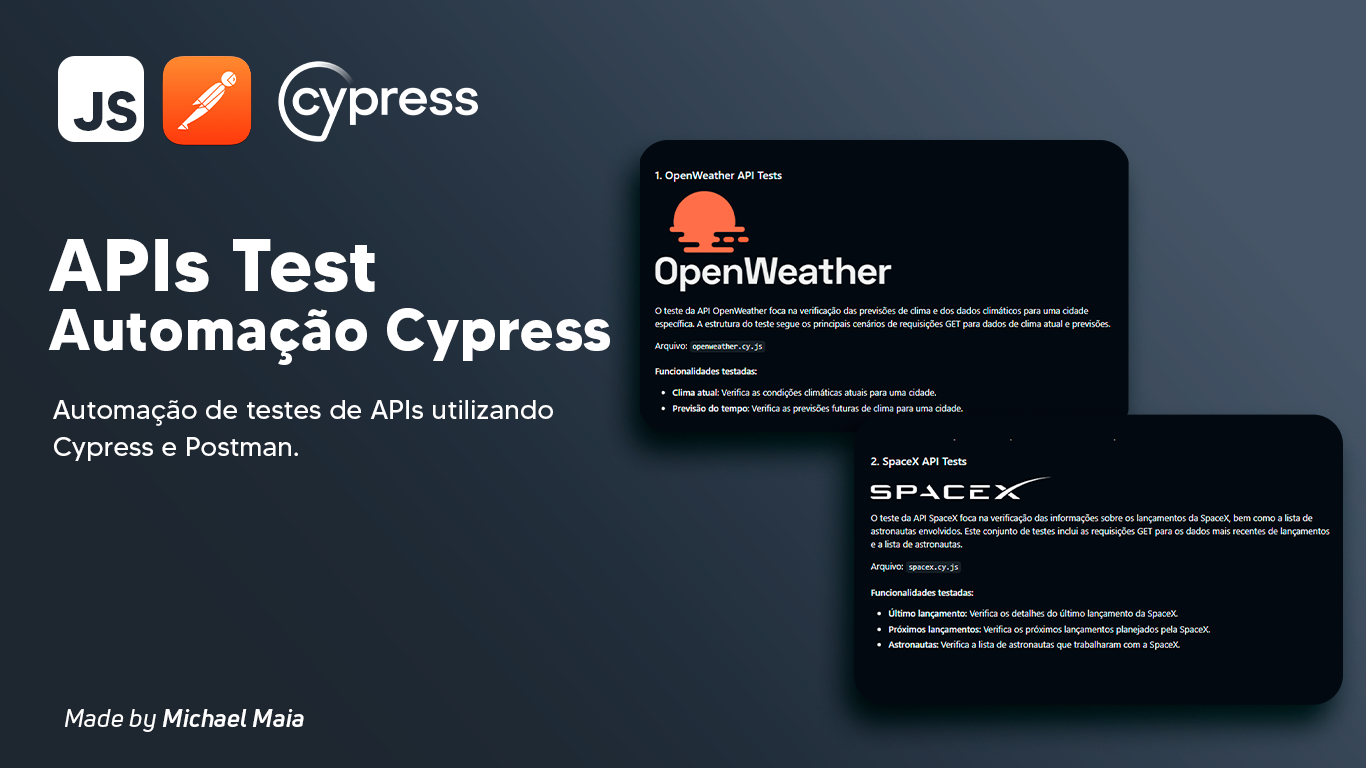 JS
cypress
APIs Test
Automação Cypress
Automação de testes de APIs utilizando
Cypress e Postman.
Made by Michael Maia
1. OpenWeather API Tests
OpenWeather
O teste da API OpenWeather foca na verificação das previsões de clima e dos dados climáticos para uma cidade
específica. A estrutura do teste segue os principais cenários de requisições GET para dados de clima atual e previsões.
Arquivo: openweather.cy.js
Funcionalidades testadas:
• Clima atual: Verifica as condições climáticas atuais para uma cidade.
• Previsão do tempo: Verifica as previsões futuras de clima para uma cidade.
2. SpaceX API Tests
SPACEX
O teste da API SpaceX foca na verificação das informações sobre os lançamentos da SpaceX, bem como a lista de
astronautas envolvidos. Este conjunto de testes inclui as requisições GET para os dados mais recentes de lançamentos
e a lista de astronautas.
Arquivo: spacex.cy.js
Funcionalidades testadas:
• Último lançamento: Verifica os detalhes do último lançamento da SpaceX.
• Próximos lançamentos: Verifica os próximos lançamentos planejados pela SpaceX.
• Astronautas: Verifica a lista de astronautas que trabalharam com a SpaceX.